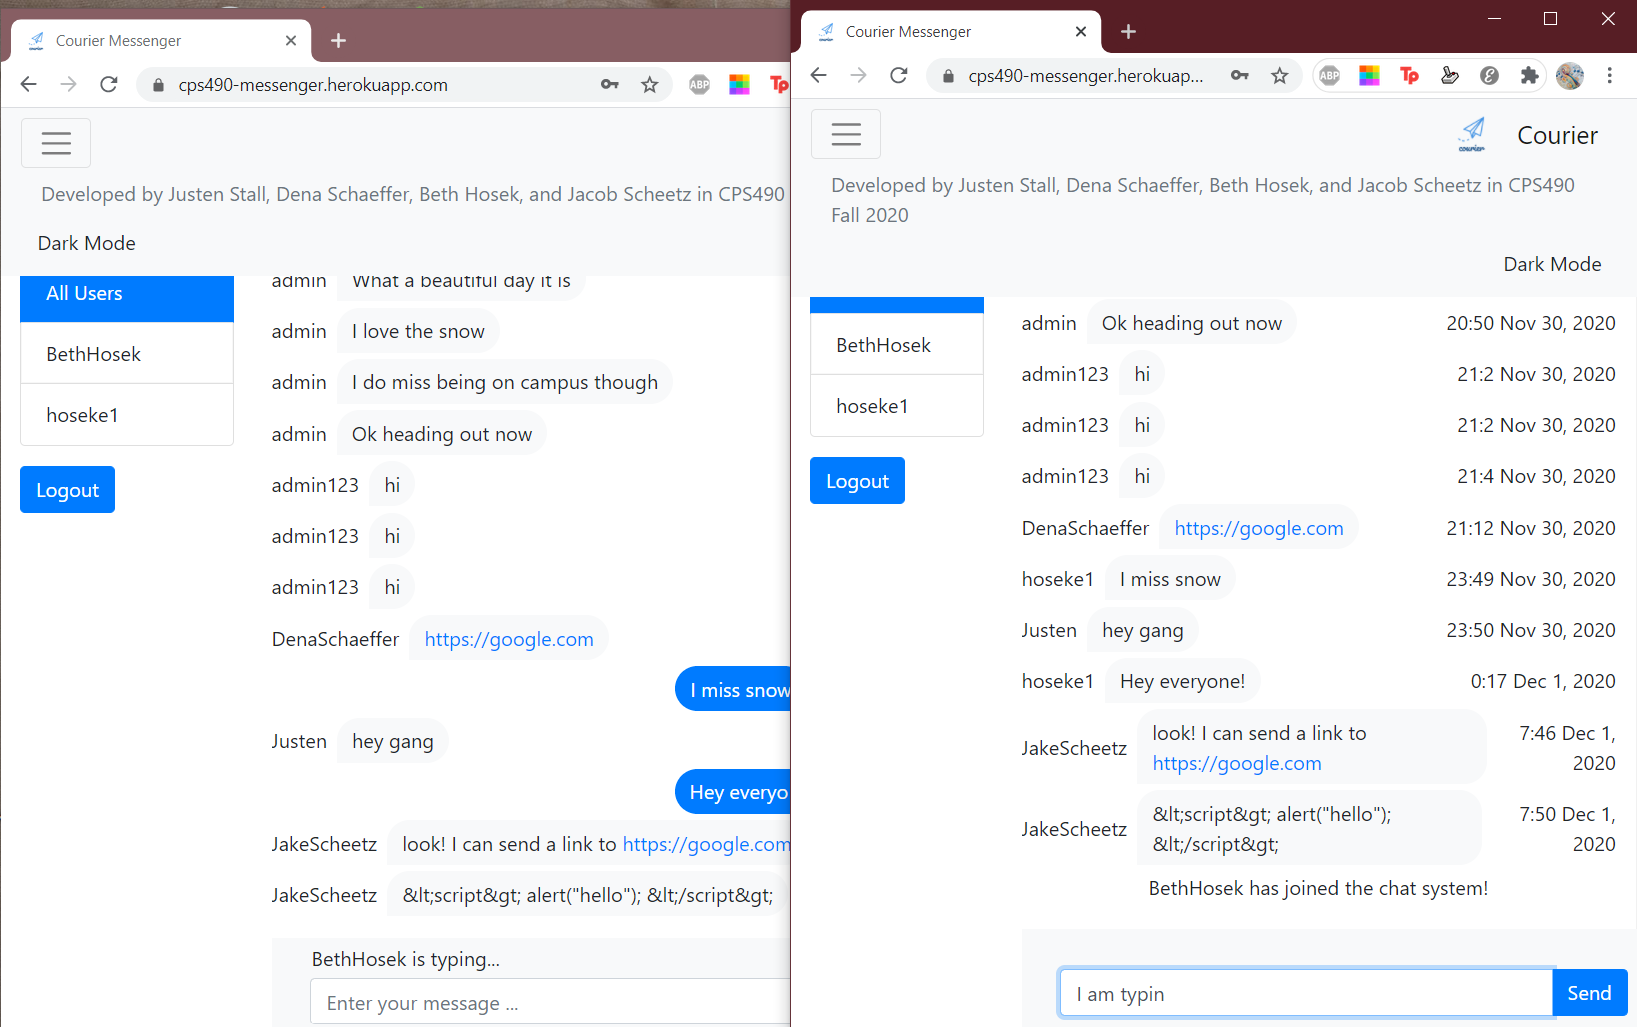 Courier Messenger
cps490-messenger.herokuapp.com
ABP
Tp
Developed by Justen Stall, Dena Schaeffer, Beth Hosek, and Jacob Scheetz in CPS490
Dark Mode
All Users
BethHosek
hoseke1
Logout
admin What a beautiful day it is
admin I love the snow
admin I do miss being on campus though
admin Ok heading out now
admin123 hi
admin123 hi
admin123 hi
DenaSchaeffer https://google.com
I miss snow
Justen hey gang
Hey everyo
JakeScheetz look! I can send a link to https://google.com
JakeScheetz &lt;script&gt; alert("hello"); &lt;/script&gt;
BethHosek is typing...
Enter your message ...
Courier Messenger
cps490-messenger.herokuap...
ABP
Tp
courier
Courier
Developed by Justen Stall, Dena Schaeffer, Beth Hosek, and Jacob Scheetz in CPS490
Fall 2020
Dark Mode
BethHosek
hoseke1
Logout
admin Ok heading out now 20:50 Nov 30, 2020
admin123 hi 21:2 Nov 30, 2020
admin123 hi 21:2 Nov 30, 2020
admin123 hi 21:4 Nov 30, 2020
DenaSchaeffer https://google.com 21:12 Nov 30, 2020
hoseke1 I miss snow 23:49 Nov 30, 2020
Justen hey gang 23:50 Nov 30, 2020
hoseke1 Hey everyone! 0:17 Dec 1, 2020
JakeScheetz look! I can send a link to 7:46 Dec 1,
https://google.com 2020
JakeScheetz &lt;script&gt; alert("hello"); 7:50 Dec 1,
&lt;/script&gt; 2020
BethHosek has joined the chat system!
I am typin
Send